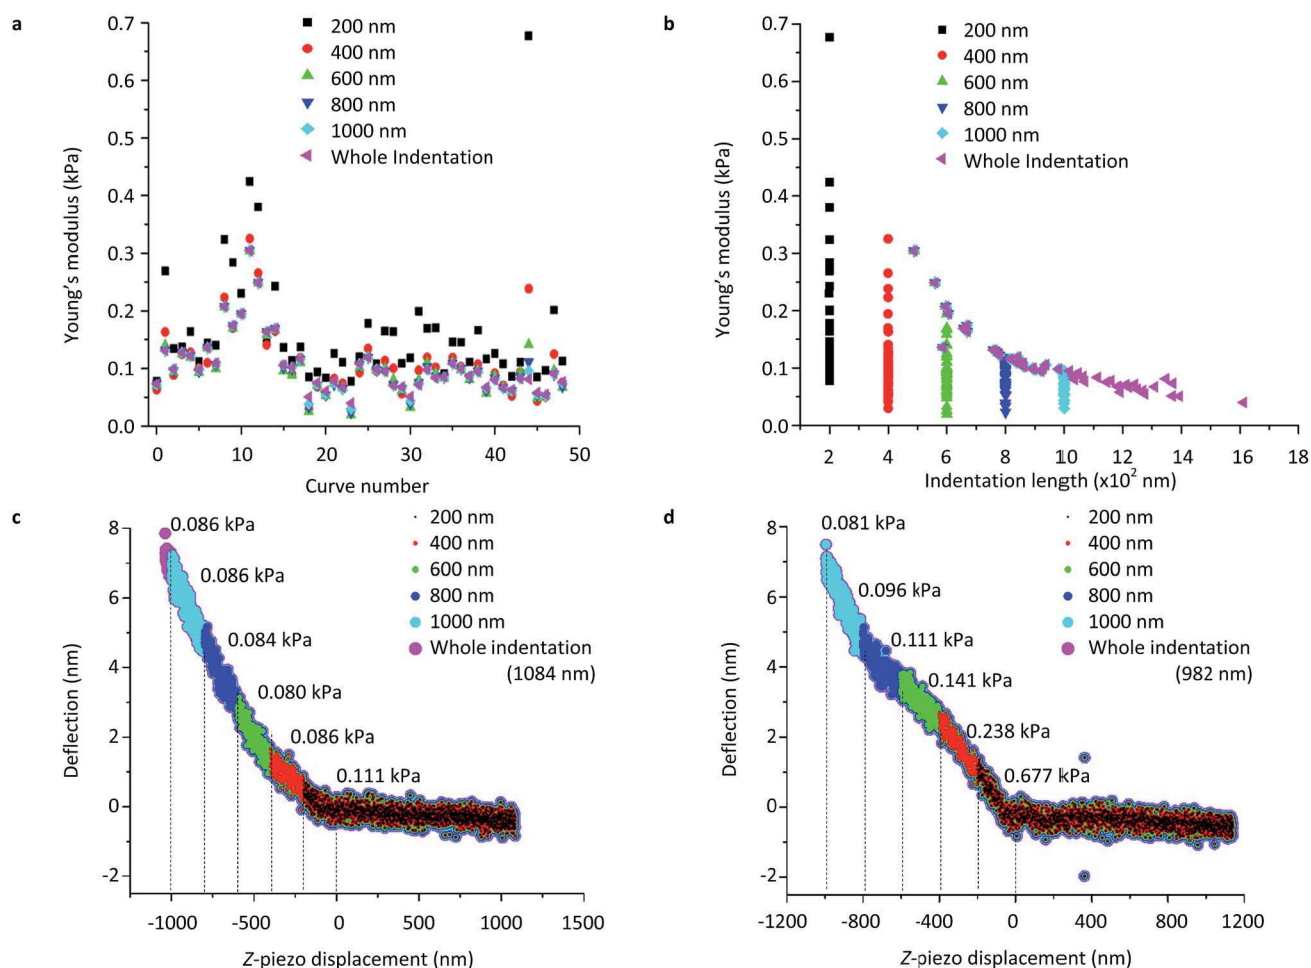 a
0.7
0.6
0.5
0.4
0.3
0.2
0.1
0.0
Young's modulus (kPa)
200 nm
400 nm
600 nm
800 nm
1000 nm
Whole Indentation
0 10 20 30 40 50
Curve number
b
0.7
0.6
0.5
0.4
0.3
0.2
0.1
0.0
Young's modulus (kPa)
200 nm
400 nm
600 nm
800 nm
1000 nm
Whole Indentation
2 4 6 8 10 12 14 16 18
Indentation length (x10² nm)
c
8
6
4
2
0
-2
Deflection (nm)
0.086 kPa
0.086 kPa
0.084 kPa
0.080 kPa
0.086 kPa
0.111 kPa
200 nm
400 nm
600 nm
800 nm
1000 nm
Whole indentation
(1084 nm)
-1000 -500 0 500 1000 1500
Z-piezo displacement (nm)
d
8
6
4
2
0
-2
Deflection (nm)
0.081 kPa
0.096 kPa
0.111 kPa
0.141 kPa
0.238 kPa
0.677 kPa
200 nm
400 nm
600 nm
800 nm
1000 nm
Whole indentation
(982 nm)
-1200 -800 -400 0 400 800 1200
Z-piezo displacement (nm)